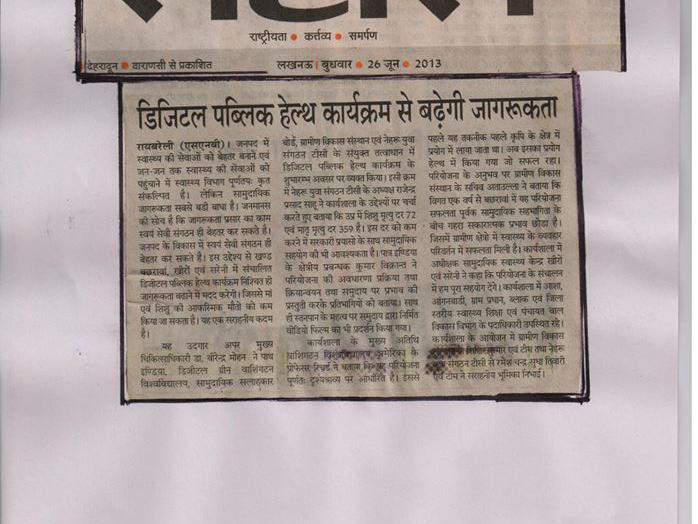 राष्ट्रीयता • कर्त्तव्य • समर्पण
देहरादून • वाराणसी से प्रकाशित
लखनऊ । बुधवार • 26 जून • 2013
डिजिटल पब्लिक हेल्थ कार्यक्रम से बढ़ेगी जागरूकता
रायबरेली (एसएनबी)। जनपद में
स्वास्थ्य की सेवाओं को बेहतर बनाने एवं
जन-जन तक स्वास्थ्य की सेवाओं को
पहुंचाने में स्वास्थ्य विभाग पूर्णतः कृत
संकल्पित है। लेकिन सामुदायिक
जागरूकता सबसे बड़ी बाधा है। जनमानस
की सोच है कि जागरूकता प्रसार का काम
स्वयं सेवी संगठन ही बेहतर कर सकते है।
जनपद के विकास में स्वयं सेवी संगठन ही
बेहतर कर सकते है। इस उद्देश्य से खण्ड
बछरावां, खीरों एवं सरेनी में संचालित
डिजिटल पब्लिक हेल्थ कार्यक्रम निश्चित ही
जागरूकता बढाने में मदद करेगी। जिससे मां
एवं शिशु की आकस्मिक मौतो को कम
किया जा सकता है। यह एक सराहनीय कदम
है।
यह उदगार अपर मुख्य
चिकित्साधिकारी डा. वीरेन्द्र मोहन ने पाथ
इण्डिया, डिजीटल ग्रीन वाशिंगटन
विश्वविद्यालय, सामुदायिक सलाहकार
बोर्ड, ग्रामीण विकास संस्थान एवं नेहरू युवा
संगठन टीसी के संयुक्त तत्वाधान में
डिजिटल पब्लिक हेल्थ कार्यक्रम के
शुभारम्भ अवसर पर व्यक्त किया। इसी क्रम
में नेहरू युवा संगठन टीसी के अध्यक्ष राजेन्द्र
प्रसाद साहू ने कार्यशाला के उद्देश्यों पर चर्चा
करते हुए बताया कि उप्र में शिशु मृत्यु दर 72
एवं मातृ मृत्यु दर 359 है। इस दर को कम
करने में सरकारी प्रयासो के साथ सामुदायिक
सहयोग की भी आवश्यकता है। पाथ इण्डिया
के क्षेत्रीय प्रबन्धक कुमार विक्रान्त ने
परियोजना की अवधारणा प्रक्रिया तथा
क्रियान्वयन तथा समुदाय पर प्रभाव की
प्रस्तुती करके प्रतिभागियों को बताया। साथ
ही स्तनपान के महत्व पर समुदाय द्वारा निर्मित
वीडियो फिल्म का भी प्रदर्शन किया गया।
कार्यशाला के मुख्य अतिथि
वाशिंगटन विश्वविद्यालय, अमेरिका के
प्रोफेसर रिचर्ड ने बताया कि यह परियोजना
पूर्णतः दृश्यश्रव्य पर आधारित है। इससे
पहले यह तकनीक पहले कृषि के क्षेत्र में
प्रयोग में लाया जाता था। अब इसका प्रयोग
हेल्थ में किया गया जो सफल रहा।
परियोजना के अनुभव पर ग्रामीण विकास
संस्थान के सचिव अताउल्ला ने बताया कि
विगत एक वर्ष से बछरावां में यह परियोजना
सफलता पूर्वक सामुदायिक सहभागिता के
बीच गहरा सकारात्मक प्रभाव छोडा है।
जिसमें ग्रामीण क्षेत्रो में स्वास्थ्य के व्यवहार
परिवर्तन में सफलता मिली है। कार्यशाला में
अधीक्षक सामुदायिक स्वास्थ्य केन्द्र खीरों
एवं सरेनी ने कहा कि परियोजना के संचालन
में हम पूरा सहयोग देंगे। कार्यशाला में आशा,
आंगनबाडी, ग्राम प्रधान, ब्लाक एवं जिला
स्तरीय स्वास्थ्य शिक्षा एवं पंचायत बाल
विकास विभाग के पदाधिकारी उपस्थित रहे।
कार्यशाला के आयोजन में ग्रामीण विकास
कुमार एवं टीम तथा नेहरू
संगठन टीसी से रमेश चन्द्र, सुधा तिवारी
एवं टीम ने सराहनीय भूमिका निभाई।